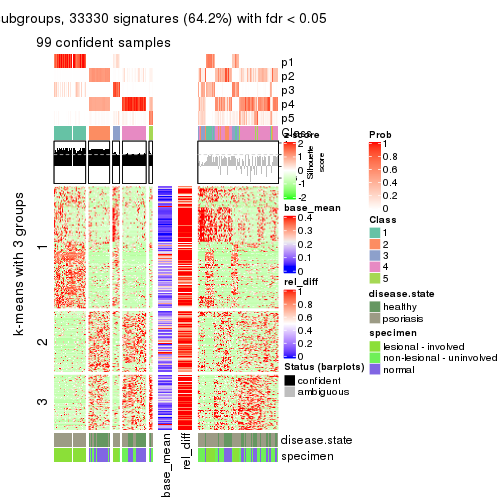 ubgroups, 33330 signatures (64.2%) with fdr < 0.05
99 confident samples
p1
p2
p3
p4
p5
Class
k-means with 3 groups
1
2
3
z-score
2
1
0
-1
-2
Silhouette
score
base_mean
0.4
0.3
0.2
0.1
0
rel_diff
1
0.8
0.6
0.4
0.2
0
Status (barplots)
confident
ambiguous
Prob
1
0.8
0.6
0.4
0.2
0
Class
1
2
3
4
5
disease.state
healthy
psoriasis
specimen
lesional - involved
non-lesional - uninvolved
normal
disease.state
specimen
base_mean
rel_diff